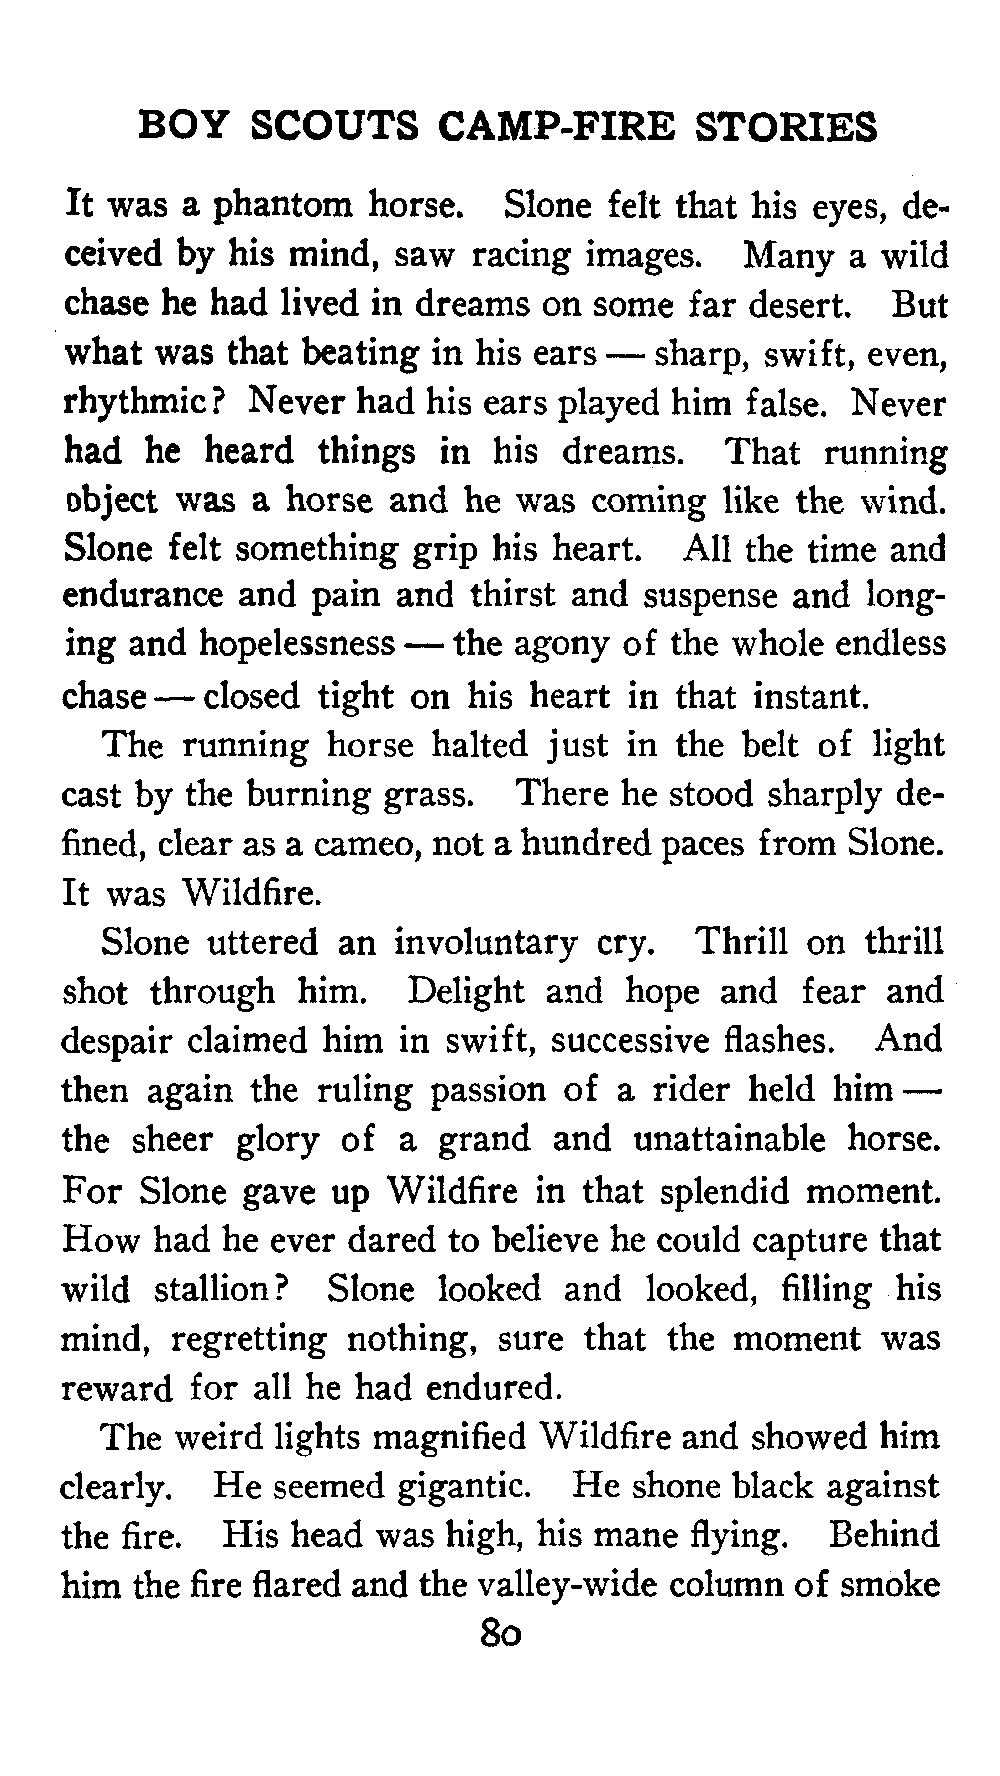 BOY SCOUTS CAMP-FIRE STORIES
It was a phantom horse. Slone felt that his eyes, de-
ceived by his mind, saw racing images. Many a wild
chase he had lived in dreams on some far desert. But
what was that beating in his ears — sharp, swift, even,
rhythmic? Never had his ears played him false. Never
had he heard things in his dreams. That running
object was a horse and he was coming like the wind.
Slone felt something grip his heart. All the time and
endurance and pain and thirst and suspense and long-
ing and hopelessness — the agony of the whole endless
chase — closed tight on his heart in that instant.
The running horse halted just in the belt of light
cast by the burning grass. There he stood sharply de-
fined, clear as a cameo, not a hundred paces from Slone.
It was Wildfire.
Slone uttered an involuntary cry. Thrill on thrill
shot through him. Delight and hope and fear and
despair claimed him in swift, successive flashes. And
then again the ruling passion of a rider held him —
the sheer glory of a grand and unattainable horse.
For Slone gave up Wildfire in that splendid moment.
How had he ever dared to believe he could capture that
wild stallion? Slone looked and looked, filling his
mind, regretting nothing, sure that the moment was
reward for all he had endured.
The weird lights magnified Wildfire and showed him
clearly. He seemed gigantic. He shone black against
the fire. His head was high, his mane flying. Behind
him the fire flared and the valley-wide column of smoke
80